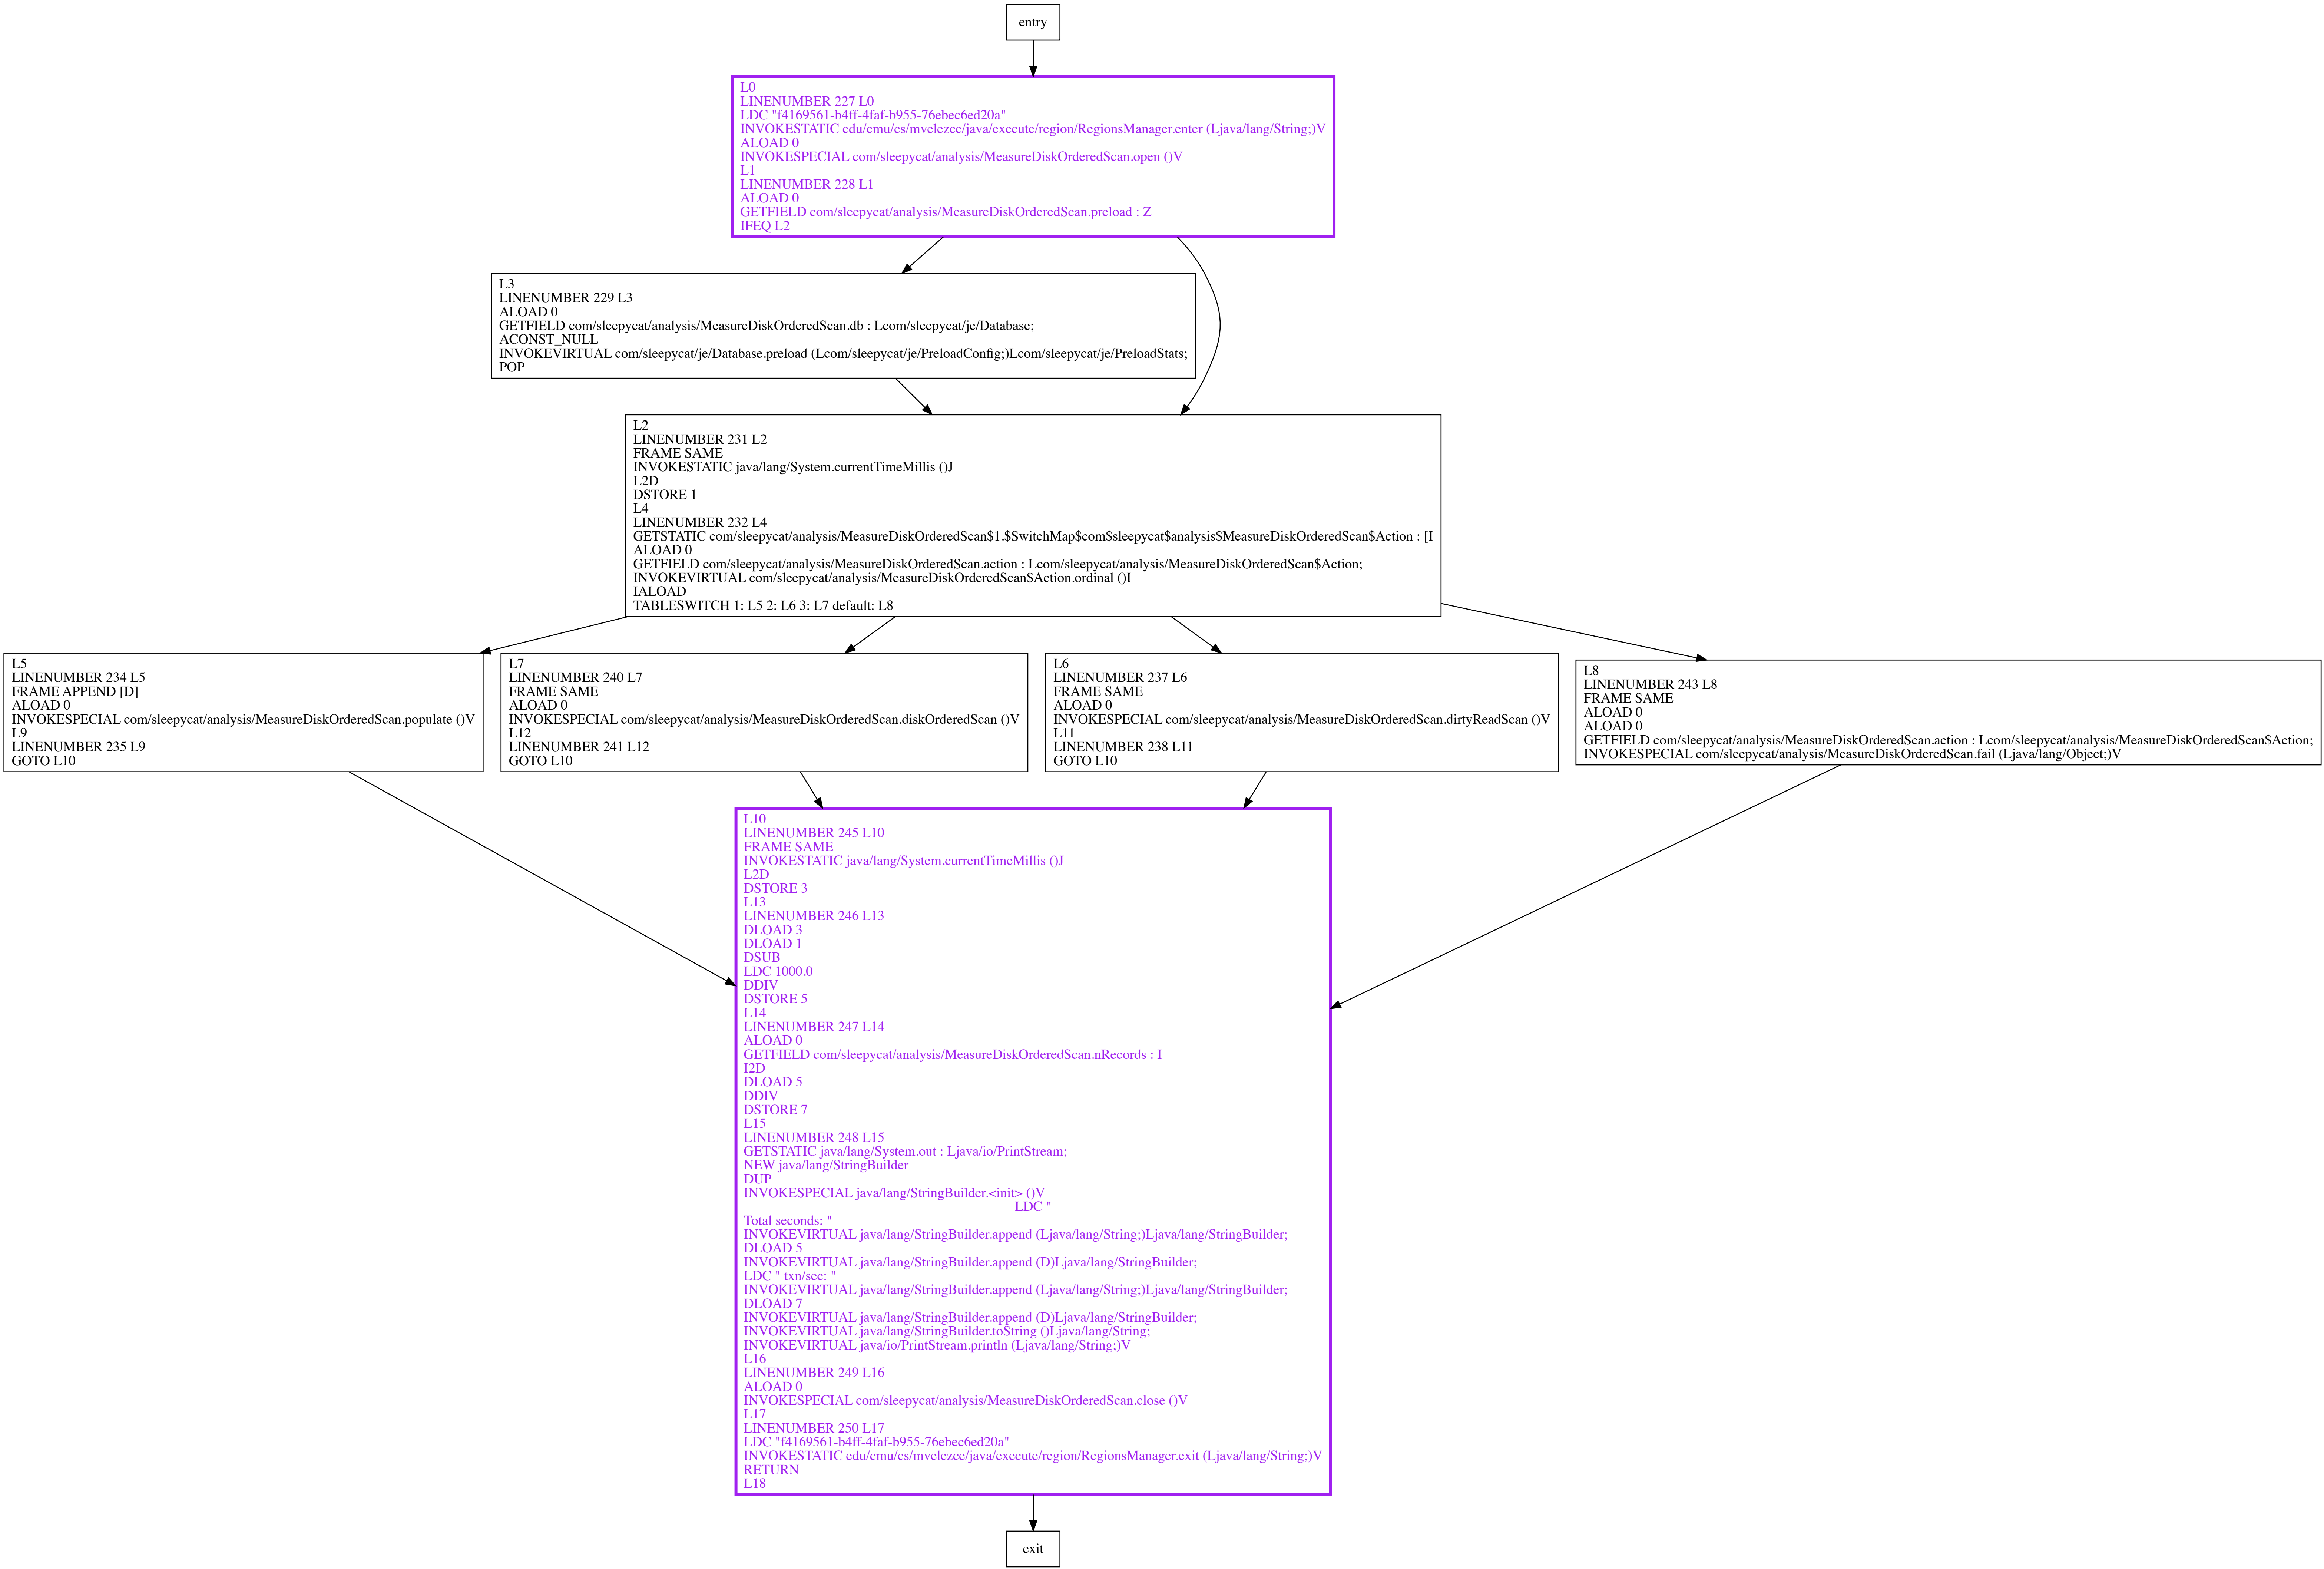 entry
L0
LINENUMBER 227 L0
LDC "f4169561-b4ff-4faf-b955-76ebec6ed20a"
INVOKESTATIC edu/cmu/cs/mvelezce/java/execute/region/RegionsManager.enter (Ljava/lang/String;)V
ALOAD 0
INVOKESPECIAL com/sleepycat/analysis/MeasureDiskOrderedScan.open ()V
L1
LINENUMBER 228 L1
ALOAD 0
GETFIELD com/sleepycat/analysis/MeasureDiskOrderedScan.preload : Z
IFEQ L2
L3
LINENUMBER 229 L3
ALOAD 0
GETFIELD com/sleepycat/analysis/MeasureDiskOrderedScan.db : Lcom/sleepycat/je/Database;
ACONST_NULL
INVOKEVIRTUAL com/sleepycat/je/Database.preload (Lcom/sleepycat/je/PreloadConfig;)Lcom/sleepycat/je/PreloadStats;
POP
L2
LINENUMBER 231 L2
FRAME SAME
INVOKESTATIC java/lang/System.currentTimeMillis ()J
L2D
DSTORE 1
L4
LINENUMBER 232 L4
GETSTATIC com/sleepycat/analysis/MeasureDiskOrderedScan$1.$SwitchMap$com$sleepycat$analysis$MeasureDiskOrderedScan$Action : [I
ALOAD 0
GETFIELD com/sleepycat/analysis/MeasureDiskOrderedScan.action : Lcom/sleepycat/analysis/MeasureDiskOrderedScan$Action;
INVOKEVIRTUAL com/sleepycat/analysis/MeasureDiskOrderedScan$Action.ordinal ()I
IALOAD
TABLESWITCH 1: L5 2: L6 3: L7 default: L8
L5
LINENUMBER 234 L5
FRAME APPEND [D]
ALOAD 0
INVOKESPECIAL com/sleepycat/analysis/MeasureDiskOrderedScan.populate ()V
L9
LINENUMBER 235 L9
GOTO L10
L7
LINENUMBER 240 L7
FRAME SAME
ALOAD 0
INVOKESPECIAL com/sleepycat/analysis/MeasureDiskOrderedScan.diskOrderedScan ()V
L12
LINENUMBER 241 L12
GOTO L10
L6
LINENUMBER 237 L6
FRAME SAME
ALOAD 0
INVOKESPECIAL com/sleepycat/analysis/MeasureDiskOrderedScan.dirtyReadScan ()V
L11
LINENUMBER 238 L11
GOTO L10
L8
LINENUMBER 243 L8
FRAME SAME
ALOAD 0
ALOAD 0
GETFIELD com/sleepycat/analysis/MeasureDiskOrderedScan.action : Lcom/sleepycat/analysis/MeasureDiskOrderedScan$Action;
INVOKESPECIAL com/sleepycat/analysis/MeasureDiskOrderedScan.fail (Ljava/lang/Object;)V
L10
LINENUMBER 245 L10
FRAME SAME
INVOKESTATIC java/lang/System.currentTimeMillis ()J
L2D
DSTORE 3
L13
LINENUMBER 246 L13
DLOAD 3
DLOAD 1
DSUB
LDC 1000.0
DDIV
DSTORE 5
L14
LINENUMBER 247 L14
ALOAD 0
GETFIELD com/sleepycat/analysis/MeasureDiskOrderedScan.nRecords : I
I2D
DLOAD 5
DDIV
DSTORE 7
L15
LINENUMBER 248 L15
GETSTATIC java/lang/System.out : Ljava/io/PrintStream;
NEW java/lang/StringBuilder
DUP
INVOKESPECIAL java/lang/StringBuilder.<init> ()V
LDC "
Total seconds: "
INVOKEVIRTUAL java/lang/StringBuilder.append (Ljava/lang/String;)Ljava/lang/StringBuilder;
DLOAD 5
INVOKEVIRTUAL java/lang/StringBuilder.append (D)Ljava/lang/StringBuilder;
LDC " txn/sec: "
INVOKEVIRTUAL java/lang/StringBuilder.append (Ljava/lang/String;)Ljava/lang/StringBuilder;
DLOAD 7
INVOKEVIRTUAL java/lang/StringBuilder.append (D)Ljava/lang/StringBuilder;
INVOKEVIRTUAL java/lang/StringBuilder.toString ()Ljava/lang/String;
INVOKEVIRTUAL java/io/PrintStream.println (Ljava/lang/String;)V
L16
LINENUMBER 249 L16
ALOAD 0
INVOKESPECIAL com/sleepycat/analysis/MeasureDiskOrderedScan.close ()V
L17
LINENUMBER 250 L17
LDC "f4169561-b4ff-4faf-b955-76ebec6ed20a"
INVOKESTATIC edu/cmu/cs/mvelezce/java/execute/region/RegionsManager.exit (Ljava/lang/String;)V
RETURN
L18
exit